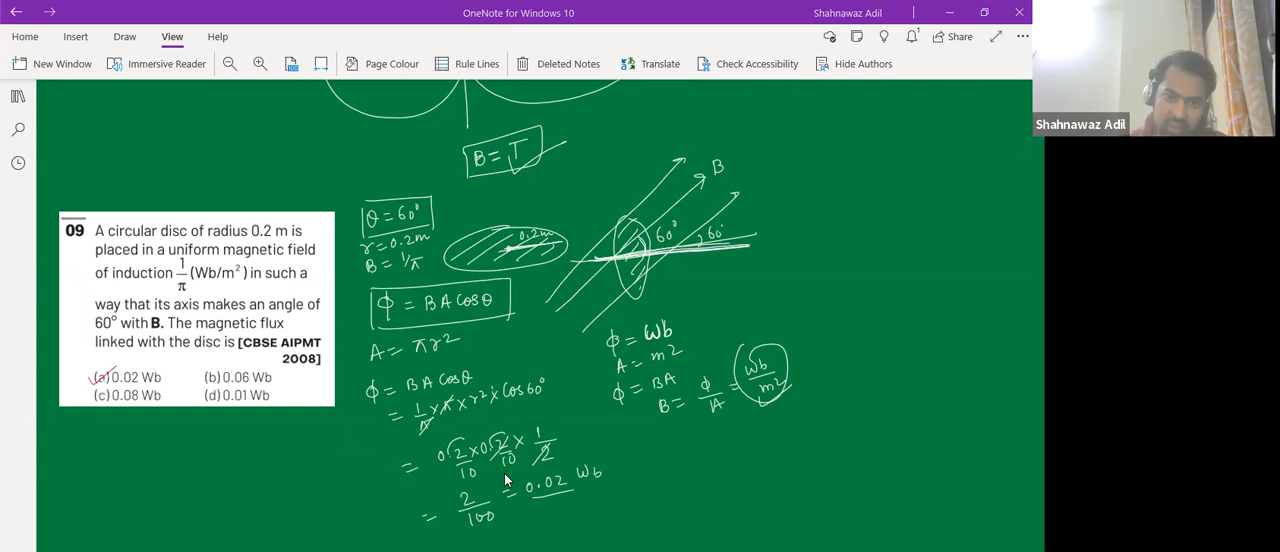 OneNote for Windows 10
Shahnawaz Adil
Home Insert Draw View Help
Share
New Window Immersive Reader Page Colour Rule Lines Deleted Notes Translate Check Accessibility Hide Authors
Shahnawaz Adil
B = T
09 A circular disc of radius 0.2 m is
placed in a uniform magnetic field
of induction 1/π (Wb/m²) in such a
way that its axis makes an angle of
60° with B. The magnetic flux
linked with the disc is [CBSE AIPMT
2008]
(a) 0.02 Wb (b) 0.06 Wb
(c) 0.08 Wb (d) 0.01 Wb
θ = 60°
r = 0.2m
B = 1/π
0.2m
B
60° 60°
ϕ = BA cosθ
A = πr²
ϕ = BA cosθ
= 1/π × π × r² × cos60°
= 0.2/10 × 0.2/10 × 1/2
= 2/100 = 0.02 Wb
ϕ = Wb
A = m²
ϕ = BA
B = ϕ/A = Wb/m²